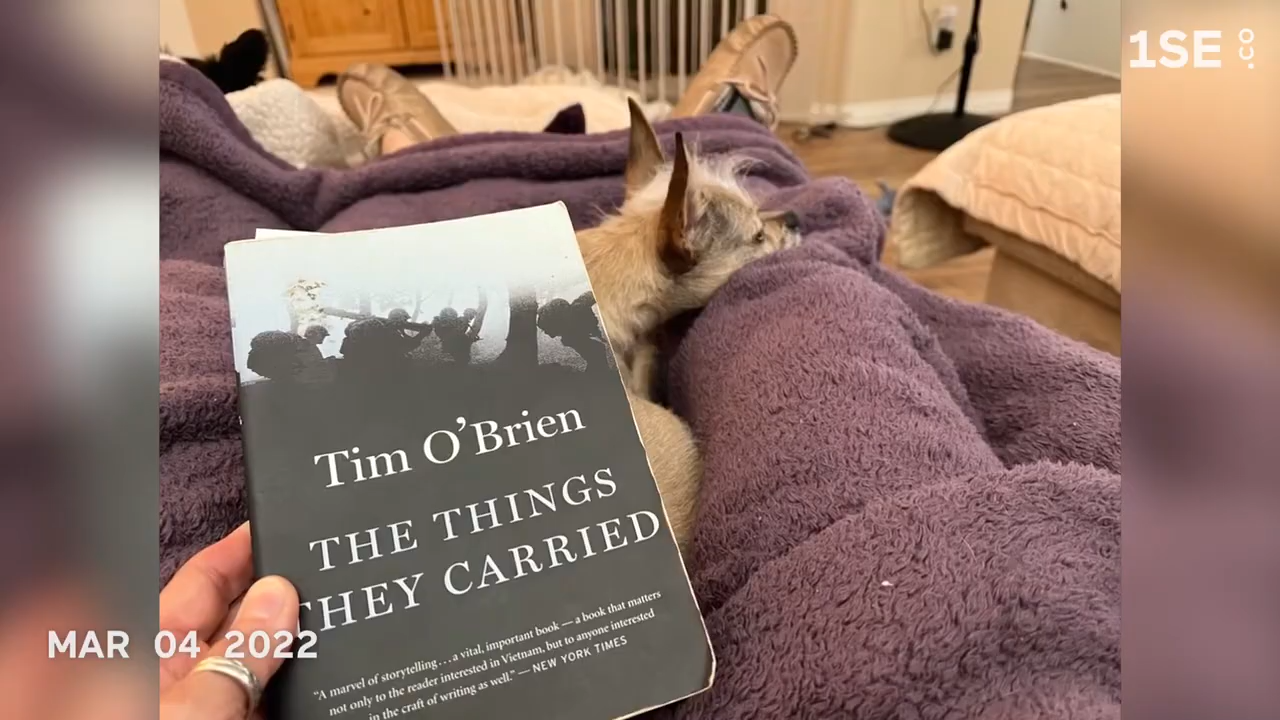 1SE.CO
Tim O'Brien
THE THINGS
THEY CARRIED
"A marvel of storytelling . . . a vital, important book — a book that matters
not only to the reader interested in Vietnam, but to anyone interested
in the craft of writing as well." — NEW YORK TIMES
MAR 04 2022